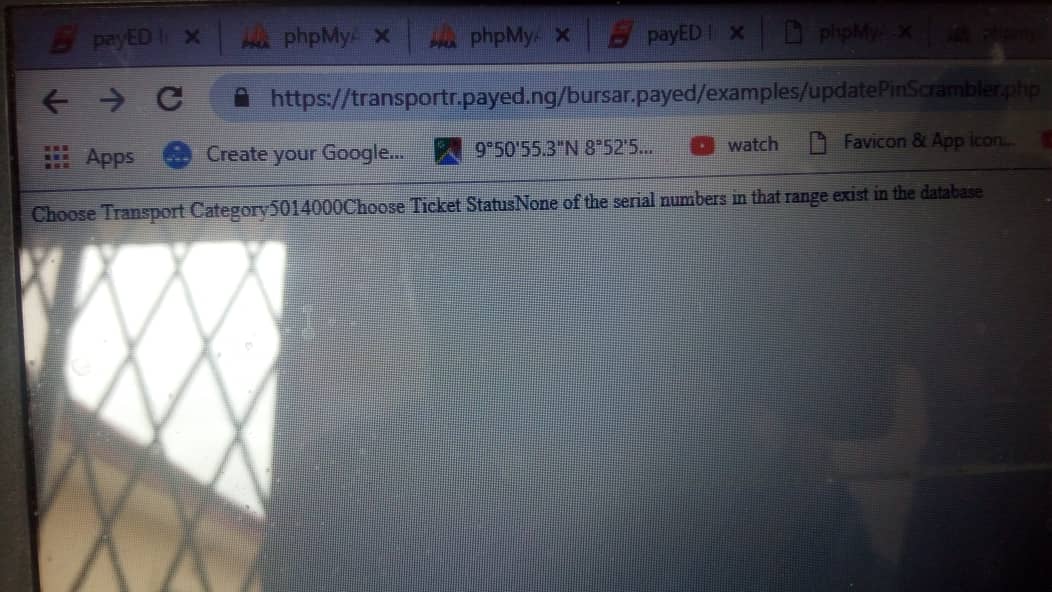 payED phpMyA phpMyA payED phpMy
https://transportr.payed.ng/bursar.payed/examples/updatePinScrambler.php
Apps Create your Google... 9°50'55.3"N 8°52'5... watch Favicon & App icon...
Choose Transport Category5014000Choose Ticket StatusNone of the serial numbers in that range exist in the database